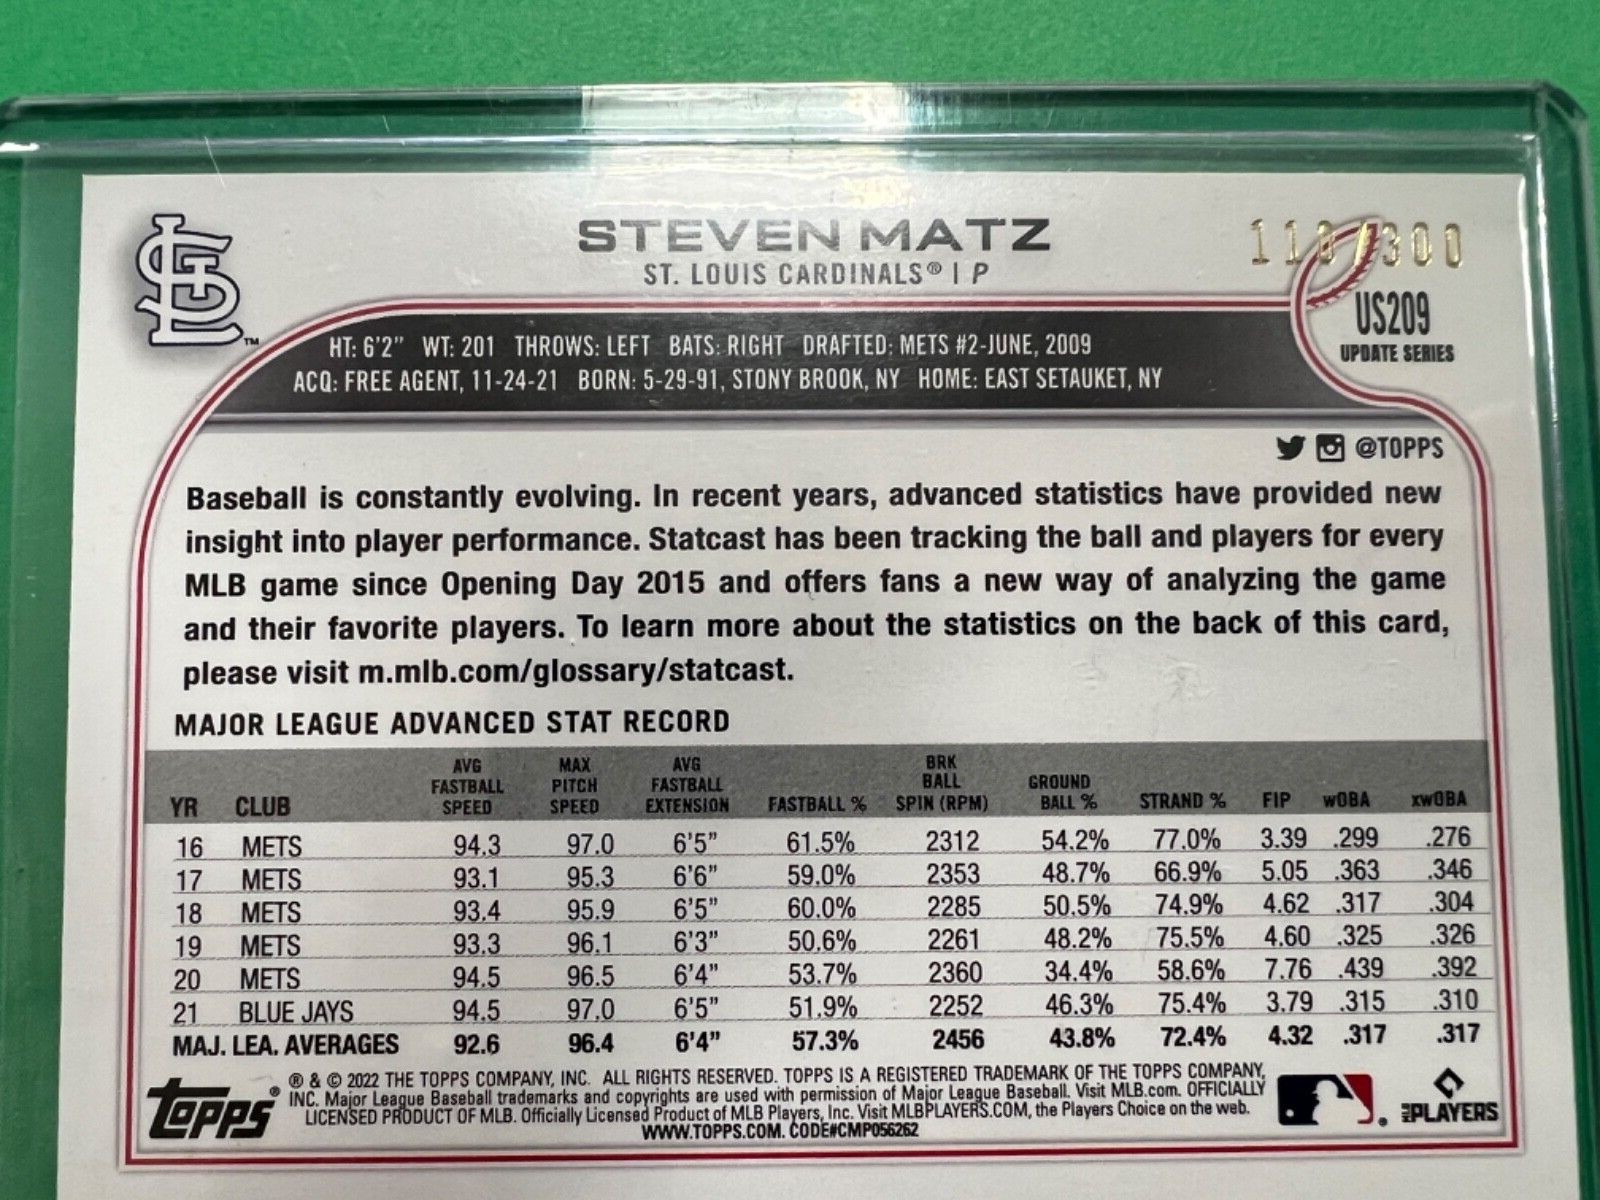 STEVEN MATZ
ST. LOUIS CARDINALS® | P
/300
US209
UPDATE SERIES
STL™
HT: 6'2" WT: 201 THROWS: LEFT BATS: RIGHT DRAFTED: METS #2-JUNE, 2009
ACQ: FREE AGENT, 11-24-21 BORN: 5-29-91, STONY BROOK, NY HOME: EAST SETAUKET, NY
@TOPPS
Baseball is constantly evolving. In recent years, advanced statistics have provided new
insight into player performance. Statcast has been tracking the ball and players for every
MLB game since Opening Day 2015 and offers fans a new way of analyzing the game
and their favorite players. To learn more about the statistics on the back of this card,
please visit m.mlb.com/glossary/statcast.
MAJOR LEAGUE ADVANCED STAT RECORD
YR CLUB AVG FASTBALL SPEED MAX PITCH SPEED AVG FASTBALL EXTENSION FASTBALL % BRK BALL SPIN (RPM) GROUND BALL % STRAND % FIP wOBA xwOBA
16 METS 94.3 97.0 6'5" 61.5% 2312 54.2% 77.0% 3.39 .299 .276
17 METS 93.1 95.3 6'6" 59.0% 2353 48.7% 66.9% 5.05 .363 .346
18 METS 93.4 95.9 6'5" 60.0% 2285 50.5% 74.9% 4.62 .317 .304
19 METS 93.3 96.1 6'3" 50.6% 2261 48.2% 75.5% 4.60 .325 .326
20 METS 94.5 96.5 6'4" 53.7% 2360 34.4% 58.6% 7.76 .439 .392
21 BLUE JAYS 94.5 97.0 6'5" 51.9% 2252 46.3% 75.4% 3.79 .315 .310
MAJ. LEA. AVERAGES 92.6 96.4 6'4" 57.3% 2456 43.8% 72.4% 4.32 .317 .317
TOPPS®
® & © 2022 THE TOPPS COMPANY, INC. ALL RIGHTS RESERVED. TOPPS IS A REGISTERED TRADEMARK OF THE TOPPS COMPANY,
INC. Major League Baseball trademarks and copyrights are used with permission of Major League Baseball. Visit MLB.com. OFFICIALLY
LICENSED PRODUCT OF MLB. Officially Licensed Product of MLB Players, Inc. Visit MLBPLAYERS.COM, the Players Choice on the web.
WWW.TOPPS.COM. CODE#CMP056262
MLB PLAYERS